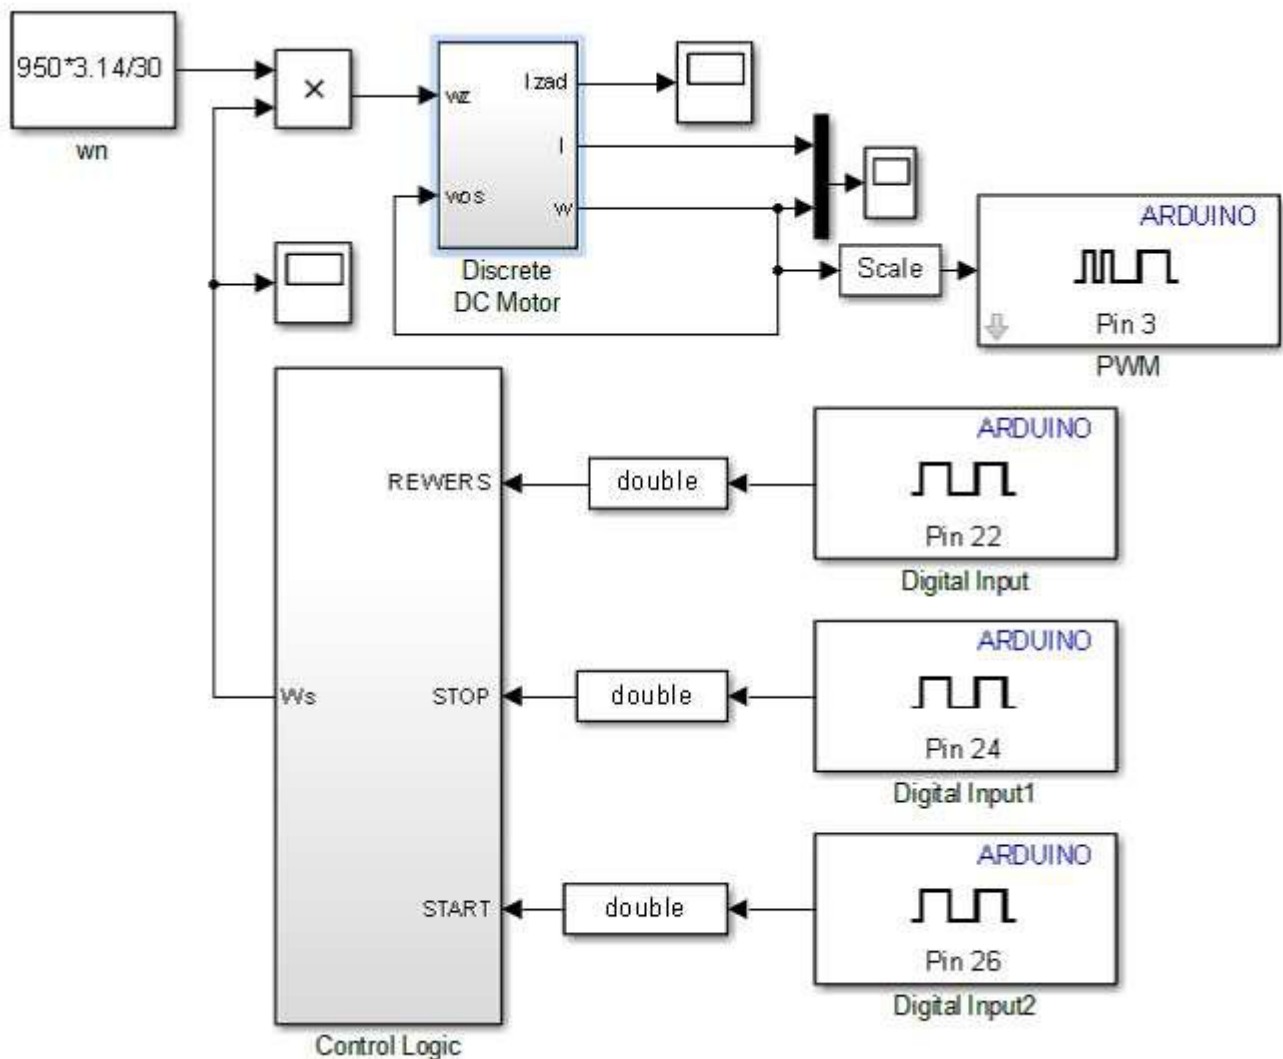 950*3.14/30
wn
×
wz
wos
Izad
I
w
Discrete
DC Motor
Scale
ARDUINO
Pin 3
PWM
REWERS
STOP
START
Ws
Control Logic
double
ARDUINO
Pin 22
Digital Input
double
ARDUINO
Pin 24
Digital Input1
double
ARDUINO
Pin 26
Digital Input2